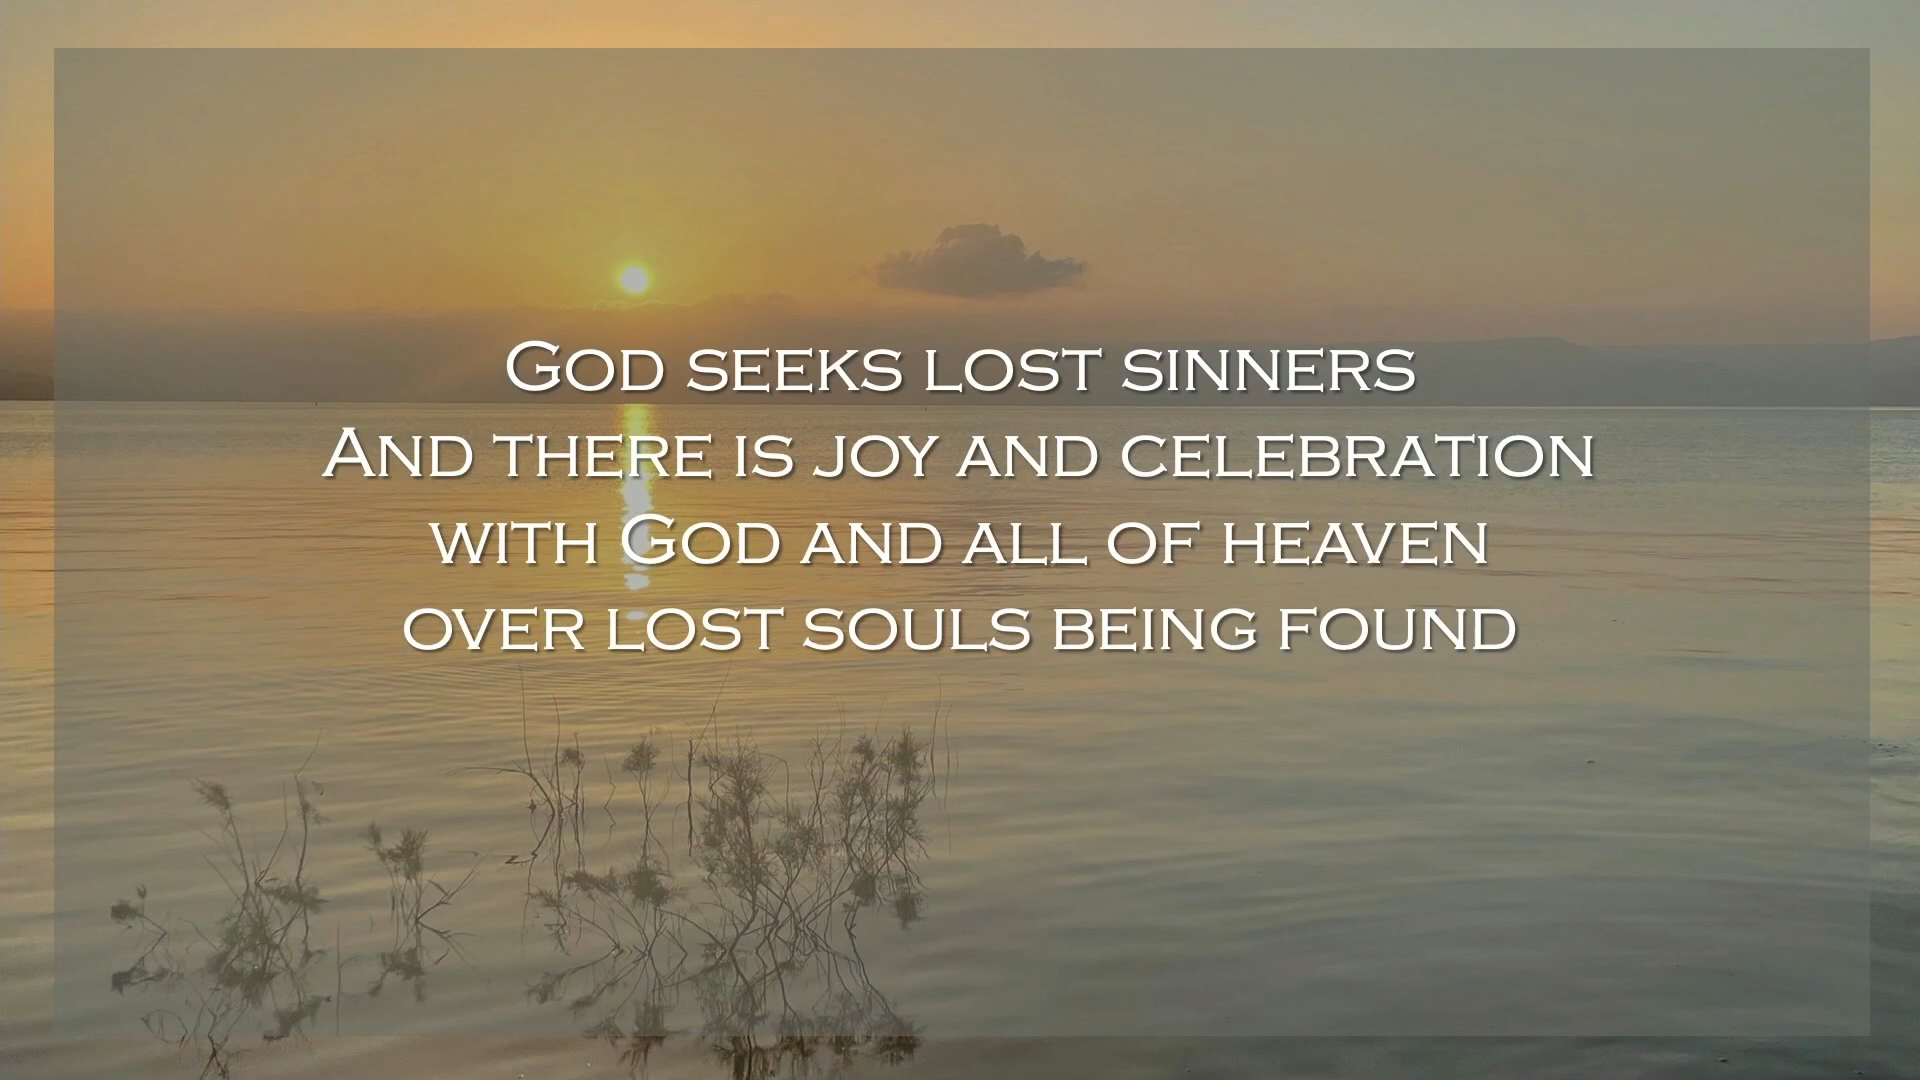 God seeks lost sinners
And there is joy and celebration
with God and all of heaven
over lost souls being found